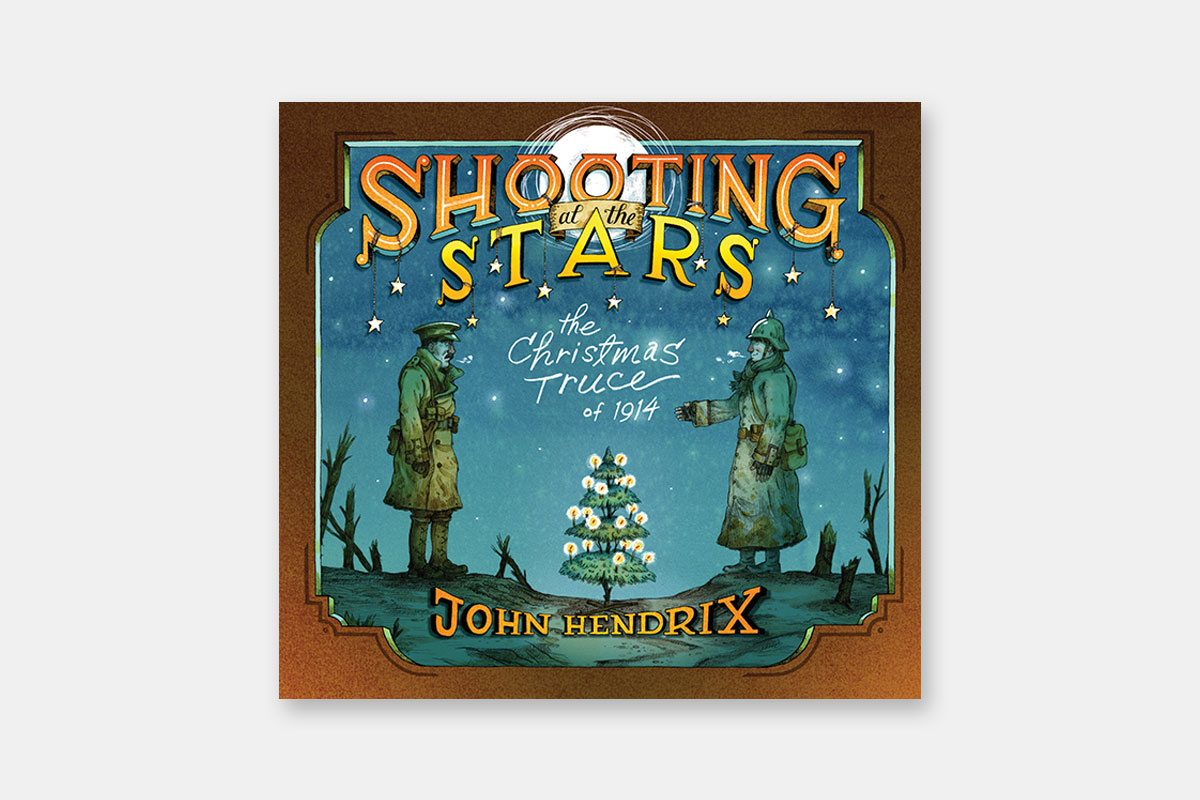 SHOOTING
at the
STARS
the
Christmas
Truce
of 1914
JOHN HENDRIX